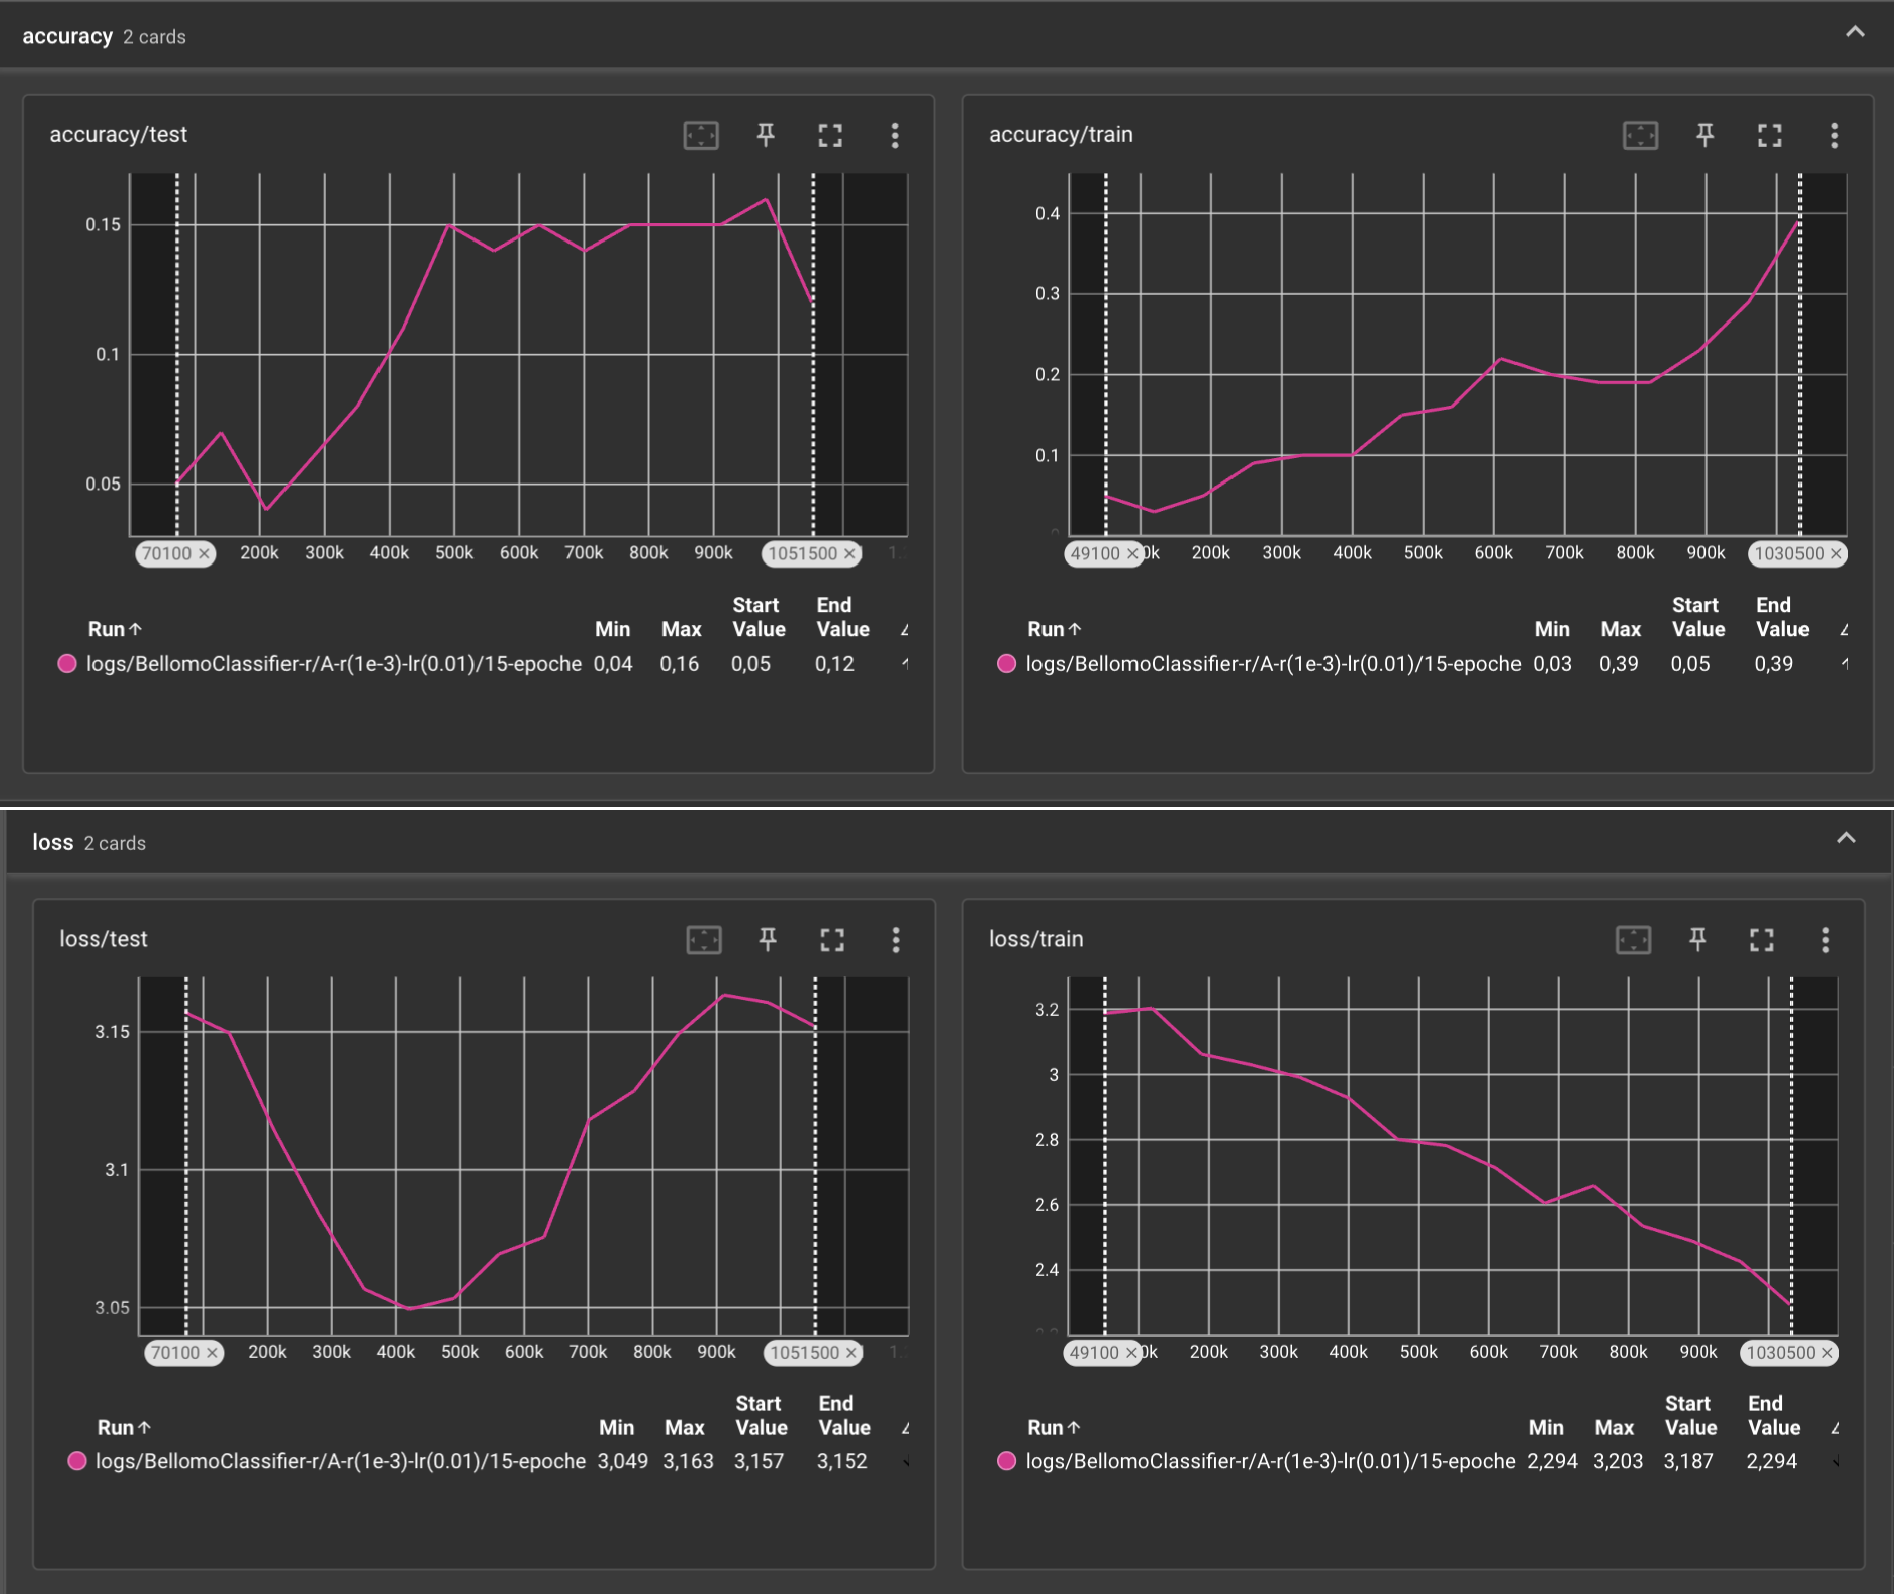 accuracy 2 cards
accuracy/test
0.15
0.1
0.05
70100 × 200k 300k 400k 500k 600k 700k 800k 900k 1051500 ×
Run↑ Min Max Start Value End Value
logs/BellomoClassifier-r/A-r(1e-3)-lr(0.01)/15-epoche 0,04 0,16 0,05 0,12
accuracy/train
0.4
0.3
0.2
0.1
49100 × 0k 200k 300k 400k 500k 600k 700k 800k 900k 1030500 ×
Run↑ Min Max Start Value End Value
logs/BellomoClassifier-r/A-r(1e-3)-lr(0.01)/15-epoche 0,03 0,39 0,05 0,39
loss 2 cards
loss/test
3.15
3.1
3.05
70100 × 200k 300k 400k 500k 600k 700k 800k 900k 1051500 ×
Run↑ Min Max Start Value End Value
logs/BellomoClassifier-r/A-r(1e-3)-lr(0.01)/15-epoche 3,049 3,163 3,157 3,152
loss/train
3.2
3
2.8
2.6
2.4
49100 × 0k 200k 300k 400k 500k 600k 700k 800k 900k 1030500 ×
Run↑ Min Max Start Value End Value
logs/BellomoClassifier-r/A-r(1e-3)-lr(0.01)/15-epoche 2,294 3,203 3,187 2,294